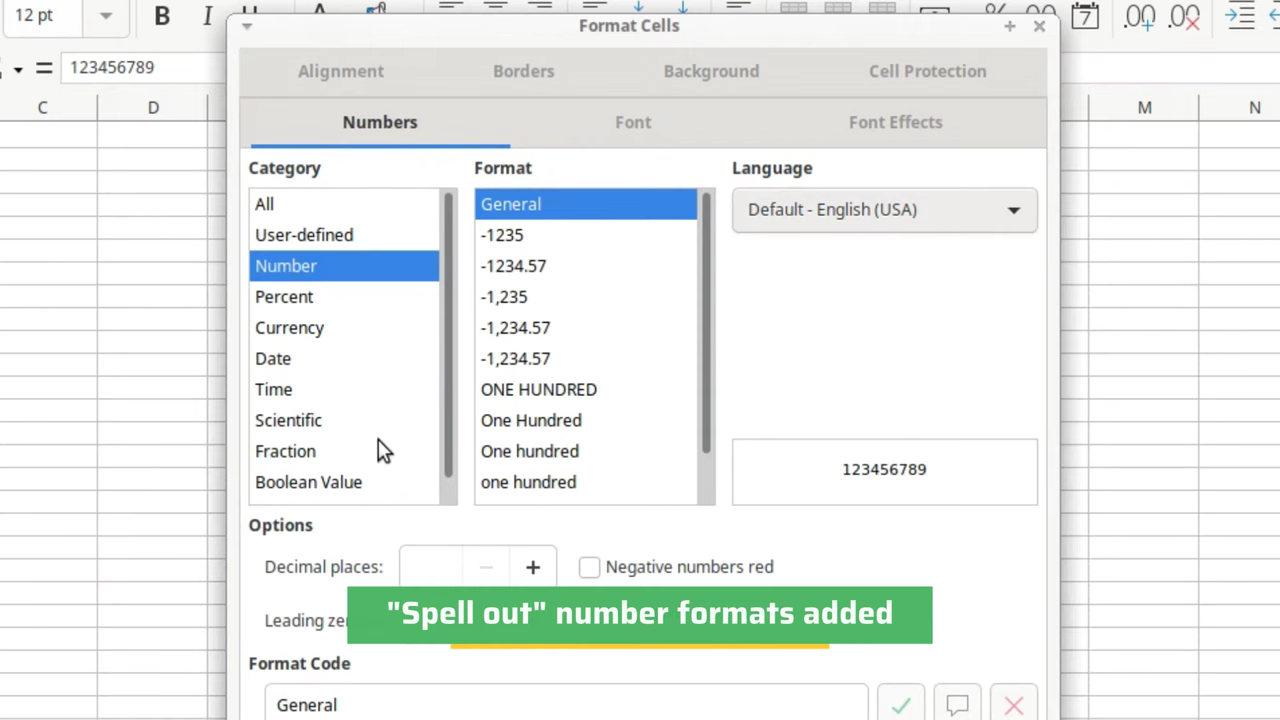 12 pt
B I U A
Format Cells
123456789
Alignment Borders Background Cell Protection
C D M N
Numbers Font Font Effects
Category Format Language
All General Default - English (USA)
User-defined -1235
Number -1234.57
Percent -1,235
Currency -1,234.57
Date -1,234.57
Time ONE HUNDRED
Scientific One Hundred
Fraction One hundred
123456789
Boolean Value one hundred
Options
Decimal places: Negative numbers red
"Spell out" number formats added
Format Code
General